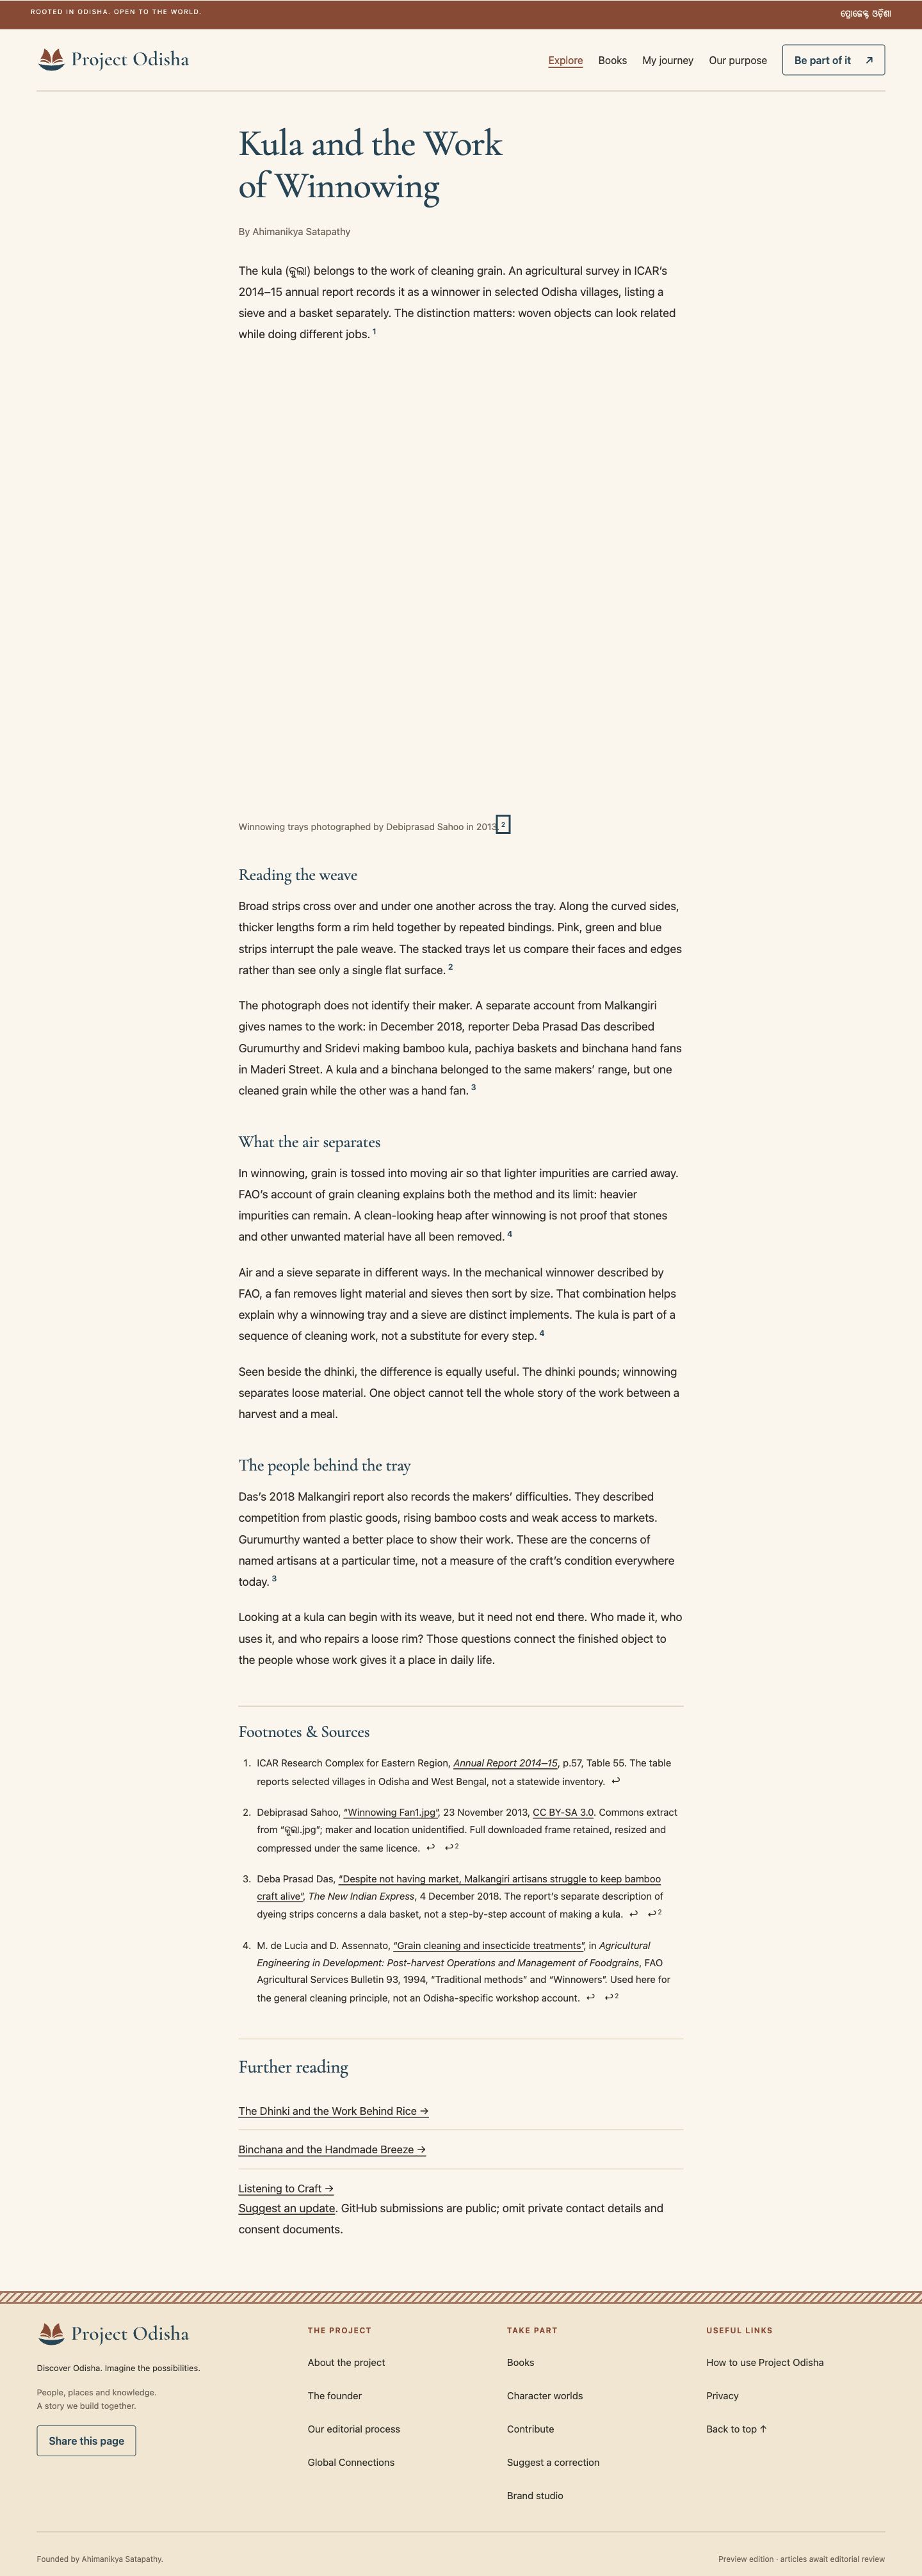 ROOTED IN ODISHA. OPEN TO THE WORLD.
ପ୍ରୋଜେକ୍ଟ ଓଡ଼ିଶା
Project Odisha
Explore
Books
My journey
Our purpose
Be part of it ↗
Kula and the Work
of Winnowing
By Ahimanikya Satapathy
The kula (କୁଲା) belongs to the work of cleaning grain. An agricultural survey in ICAR’s
2014–15 annual report records it as a winnower in selected Odisha villages, listing a
sieve and a basket separately. The distinction matters: woven objects can look related
while doing different jobs. 1
Winnowing trays photographed by Debiprasad Sahoo in 2013. 2
Reading the weave
Broad strips cross over and under one another across the tray. Along the curved sides,
thicker lengths form a rim held together by repeated bindings. Pink, green and blue
strips interrupt the pale weave. The stacked trays let us compare their faces and edges
rather than see only a single flat surface. 2
The photograph does not identify their maker. A separate account from Malkangiri
gives names to the work: in December 2018, reporter Deba Prasad Das described
Gurumurthy and Sridevi making bamboo kula, pachiya baskets and binchana hand fans
in Maderi Street. A kula and a binchana belonged to the same makers’ range, but one
cleaned grain while the other was a hand fan. 3
What the air separates
In winnowing, grain is tossed into moving air so that lighter impurities are carried away.
FAO’s account of grain cleaning explains both the method and its limit: heavier
impurities can remain. A clean-looking heap after winnowing is not proof that stones
and other unwanted material have all been removed. 4
Air and a sieve separate in different ways. In the mechanical winnower described by
FAO, a fan removes light material and sieves then sort by size. That combination helps
explain why a winnowing tray and a sieve are distinct implements. The kula is part of a
sequence of cleaning work, not a substitute for every step. 4
Seen beside the dhinki, the difference is equally useful. The dhinki pounds; winnowing
separates loose material. One object cannot tell the whole story of the work between a
harvest and a meal.
The people behind the tray
Das’s 2018 Malkangiri report also records the makers’ difficulties. They described
competition from plastic goods, rising bamboo costs and weak access to markets.
Gurumurthy wanted a better place to show their work. These are the concerns of
named artisans at a particular time, not a measure of the craft’s condition everywhere
today. 3
Looking at a kula can begin with its weave, but it need not end there. Who made it, who
uses it, and who repairs a loose rim? Those questions connect the finished object to
the people whose work gives it a place in daily life.
Footnotes & Sources
1. ICAR Research Complex for Eastern Region, Annual Report 2014–15, p.57, Table 55. The table
reports selected villages in Odisha and West Bengal, not a statewide inventory. ↩
2. Debiprasad Sahoo, “Winnowing Fan1.jpg”, 23 November 2013, CC BY-SA 3.0. Commons extract
from “କୁଲା.jpg”; maker and location unidentified. Full downloaded frame retained, resized and
compressed under the same licence. ↩ ↩2
3. Deba Prasad Das, “Despite not having market, Malkangiri artisans struggle to keep bamboo
craft alive”, The New Indian Express, 4 December 2018. The report’s separate description of
dyeing strips concerns a dala basket, not a step-by-step account of making a kula. ↩ ↩2
4. M. de Lucia and D. Assennato, “Grain cleaning and insecticide treatments”, in Agricultural
Engineering in Development: Post-harvest Operations and Management of Foodgrains, FAO
Agricultural Services Bulletin 93, 1994, “Traditional methods” and “Winnowers”. Used here for
the general cleaning principle, not an Odisha-specific workshop account. ↩ ↩2
Further reading
The Dhinki and the Work Behind Rice →
Binchana and the Handmade Breeze →
Listening to Craft →
Suggest an update. GitHub submissions are public; omit private contact details and
consent documents.
Project Odisha
Discover Odisha. Imagine the possibilities.
People, places and knowledge.
A story we build together.
Share this page
THE PROJECT
About the project
The founder
Our editorial process
Global Connections
TAKE PART
Books
Character worlds
Contribute
Suggest a correction
Brand studio
USEFUL LINKS
How to use Project Odisha
Privacy
Back to top ↑
Founded by Ahimanikya Satapathy.
Preview edition · articles await editorial review